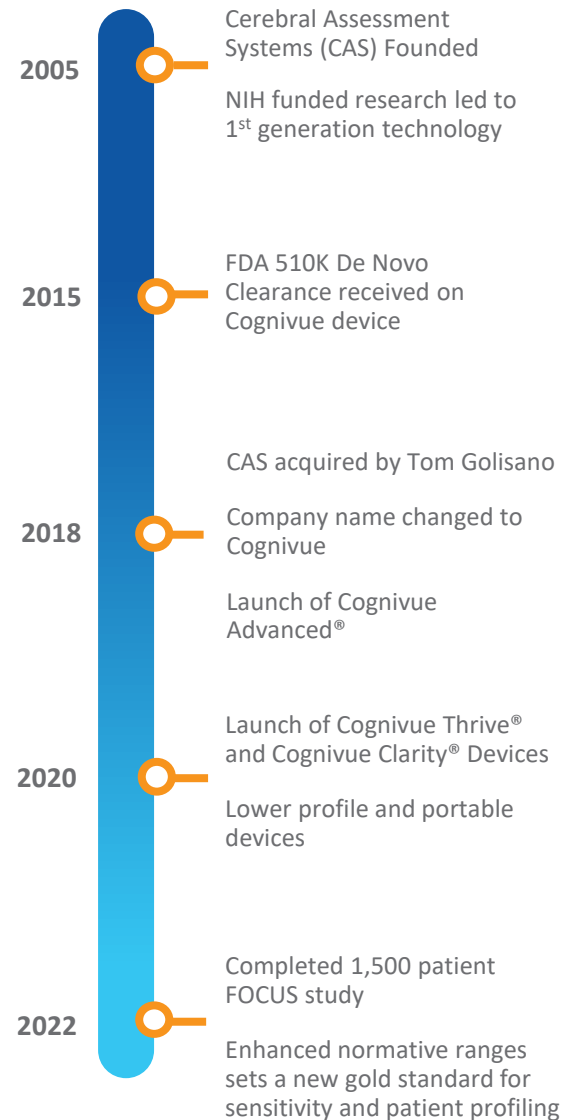 2005
Cerebral Assessment
Systems (CAS) Founded
NIH funded research led to
1st generation technology
2015
FDA 510K De Novo
Clearance received on
Cognivue device
2018
CAS acquired by Tom Golisano
Company name changed to
Cognivue
Launch of Cognivue
Advanced®
2020
Launch of Cognivue Thrive®
and Cognivue Clarity® Devices
Lower profile and portable
devices
2022
Completed 1,500 patient
FOCUS study
Enhanced normative ranges
sets a new gold standard for
sensitivity and patient profiling